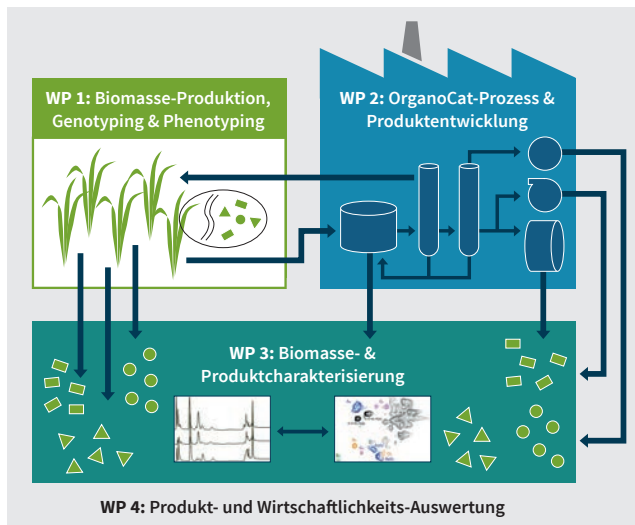 WP 1: Biomasse-Produktion,
Genotyping & Phenotyping
WP 2: OrganoCat-Prozess &
Produktentwicklung
WP 3: Biomasse- &
Produktcharakterisierung
WP 4: Produkt- und Wirtschaftlichkeits-Auswertung